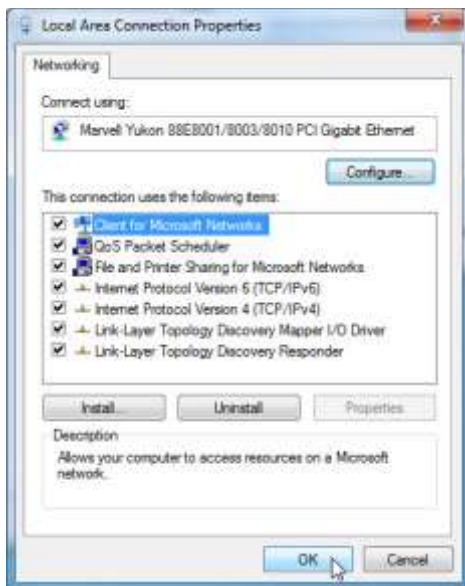 Local Area Connection Properties
Networking
Connect using:
Marvell Yukon 88E8001/8003/8010 PCI Gigabit Ethernet
Configure...
This connection uses the following items:
Client for Microsoft Networks
QoS Packet Scheduler
File and Printer Sharing for Microsoft Networks
Internet Protocol Version 6 (TCP/IPv6)
Internet Protocol Version 4 (TCP/IPv4)
Link-Layer Topology Discovery Mapper I/O Driver
Link-Layer Topology Discovery Responder
Install... Uninstall Properties
Description
Allows your computer to access resources on a Microsoft
network.
OK Cancel